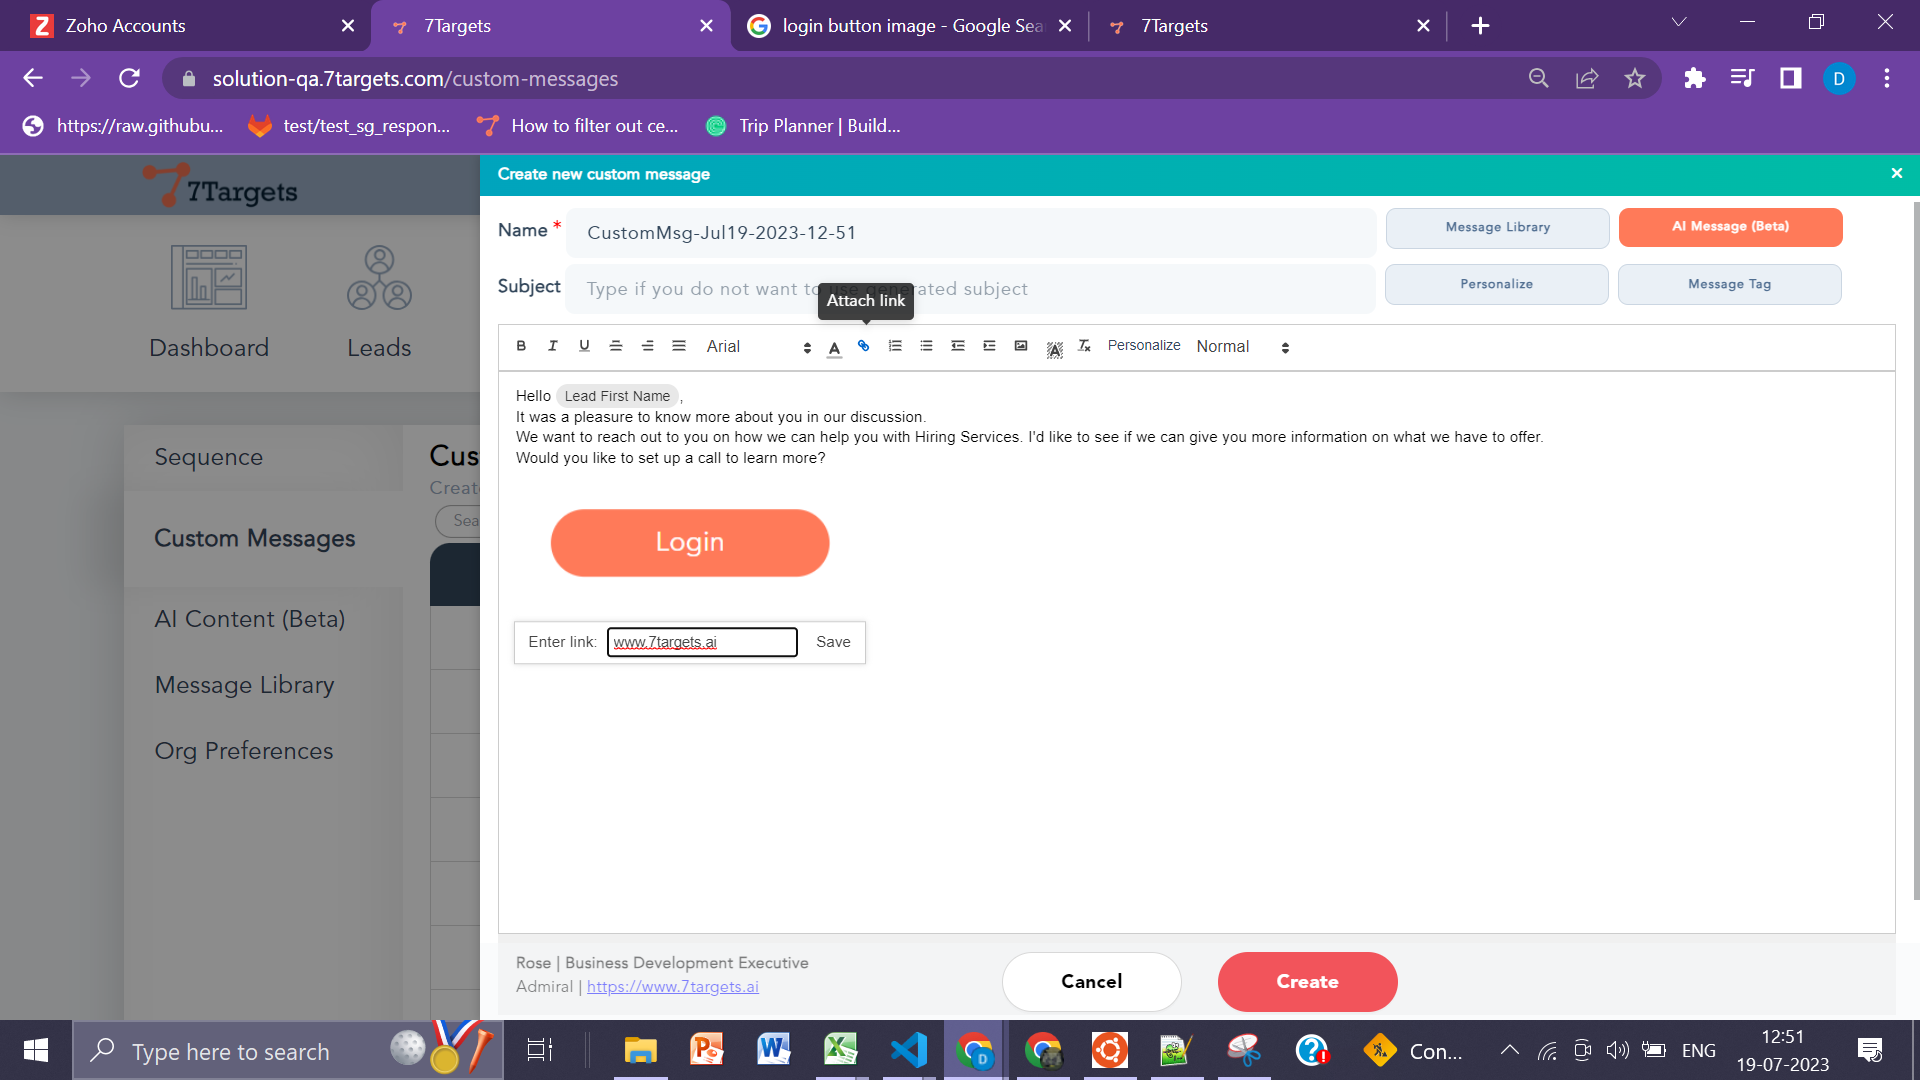 Zoho Accounts
7Targets
login button image - Google Sea
7Targets
solution-qa.7targets.com/custom-messages
D
https://raw.githubu...
test/test_sg_respon...
How to filter out ce...
Trip Planner | Build...
7Targets
Dashboard
Leads
Sequence
Custom Messages
AI Content (Beta)
Message Library
Org Preferences
Cus
Creat
Sea
Create new custom message
Name *
CustomMsg-Jul19-2023-12-51
Message Library
AI Message (Beta)
Subject
Type if you do not want to use generated subject
Personalize
Message Tag
Attach link
Arial
Personalize
Normal
Hello Lead First Name ,
It was a pleasure to know more about you in our discussion.
We want to reach out to you on how we can help you with Hiring Services. I'd like to see if we can give you more information on what we have to offer.
Would you like to set up a call to learn more?
Login
Enter link: www.7targets.ai Save
Rose | Business Development Executive
Admiral | https://www.7targets.ai
Cancel
Create
Type here to search
Con...
ENG
12:51
19-07-2023